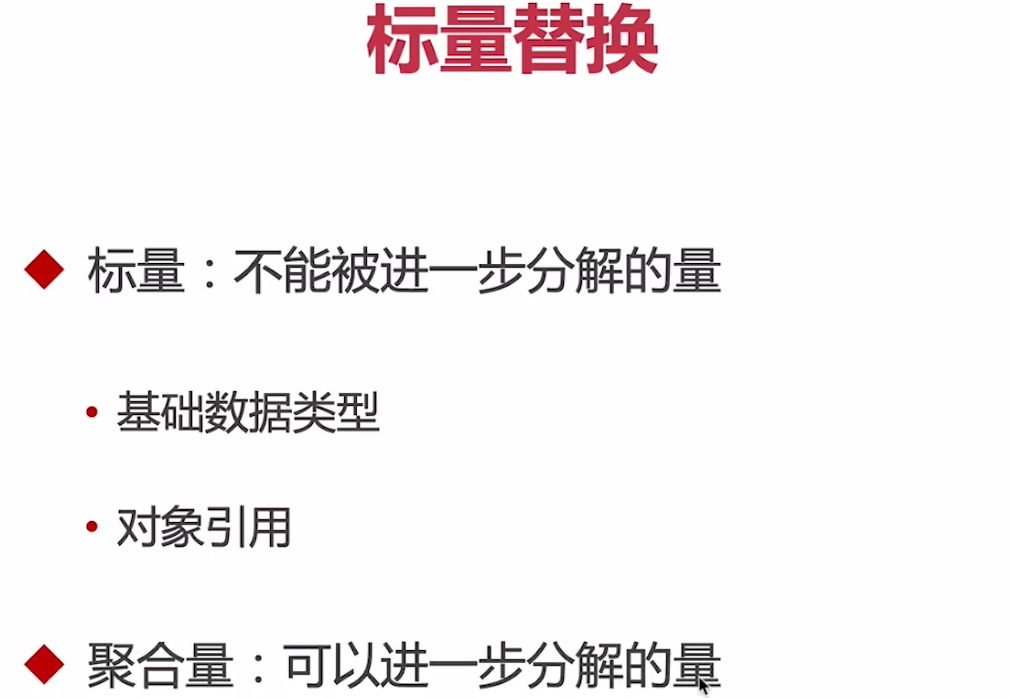 标量替换
标量：不能被进一步分解的量
基础数据类型
对象引用
聚合量：可以进一步分解的量